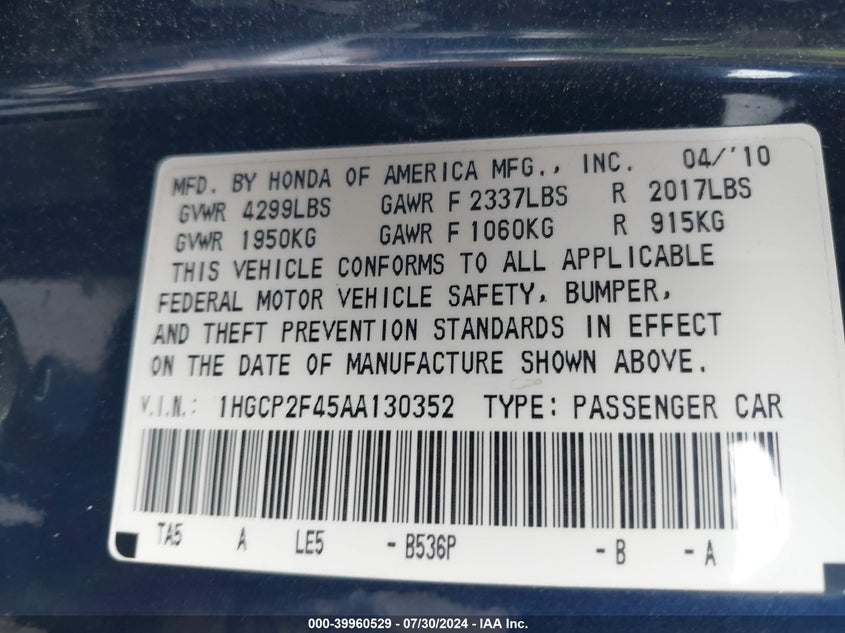 MFD. BY HONDA OF AMERICA MFG., INC. 04/'10
GVWR 4299LBS GAWR F 2337LBS R 2017LBS
GVWR 1950KG GAWR F 1060KG R 915KG
THIS VEHICLE CONFORMS TO ALL APPLICABLE
FEDERAL MOTOR VEHICLE SAFETY, BUMPER,
AND THEFT PREVENTION STANDARDS IN EFFECT
ON THE DATE OF MANUFACTURE SHOWN ABOVE.
V.I.N.: 1HGCP2F45AA130352 TYPE: PASSENGER CAR
TA5 A LE5 -B536P -B -A
000-39960529 - 07/30/2024 - IAA Inc.